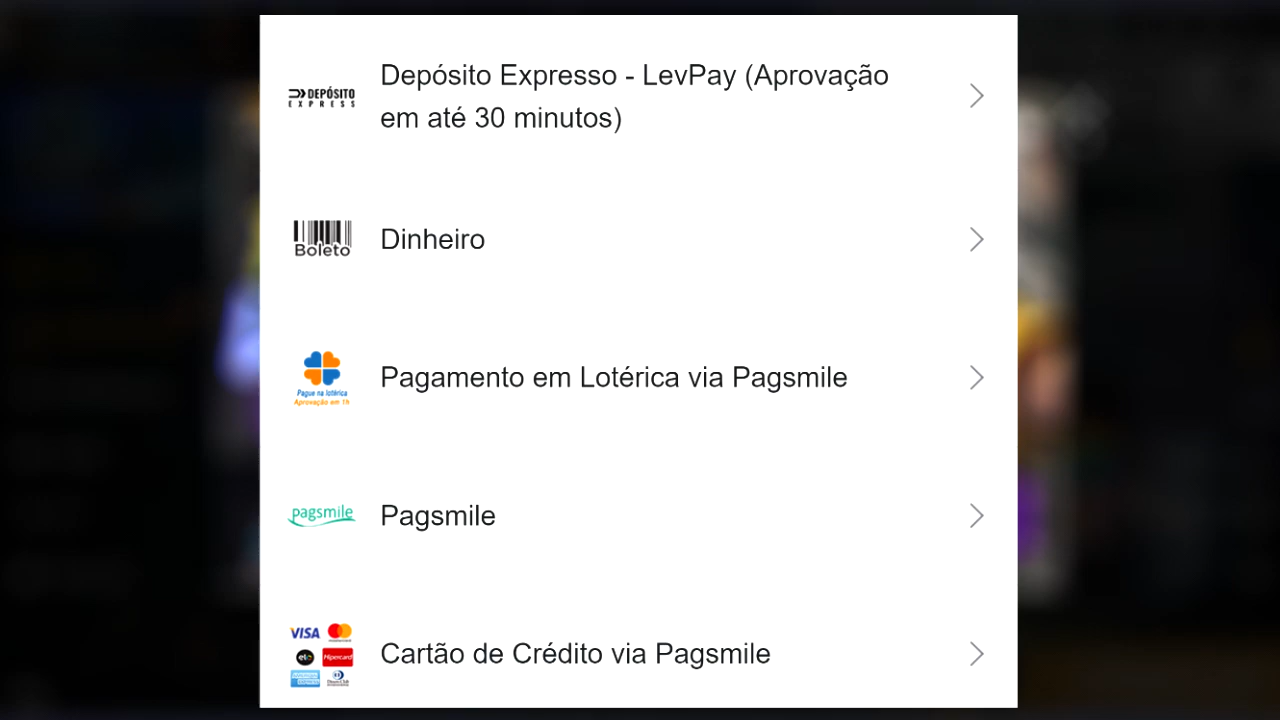 DEPÓSITO
EXPRESS
Depósito Expresso - LevPay (Aprovação
em até 30 minutos)
Boleto
Dinheiro
Pague na lotérica
Aprovação em 1h
Pagamento em Lotérica via Pagsmile
pagsmile
Pagsmile
VISA
elo Hipercard
Cartão de Crédito via Pagsmile